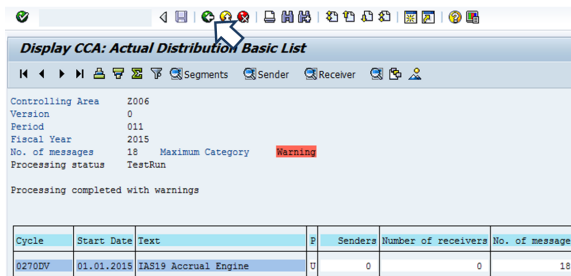 Display CCA: Actual Distribution Basic List
Segments Sender Receiver
Controlling Area Z006
Version 0
Period 011
Fiscal Year 2015
No. of messages 18 Maximum Category Warning
Processing status TestRun
Processing completed with warnings
Cycle Start Date Text P Senders Number of receivers No. of message
0270DV 01.01.2015 IAS19 Accrual Engine U 0 0 18